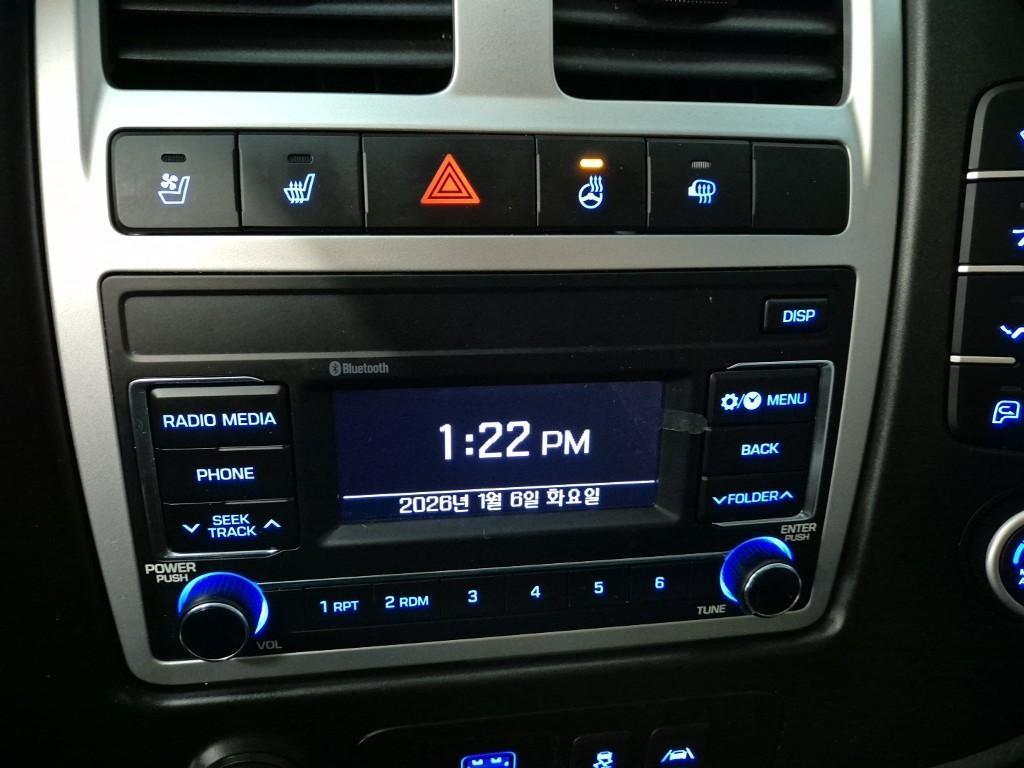 DISP
Bluetooth
RADIO MEDIA
1:22 PM
MENU
PHONE
BACK
SEEK
TRACK
2026년 1월 6일 화요일
FOLDER
POWER
PUSH
ENTER
PUSH
1 RPT
2 RDM
3
4
5
6
VOL
TUNE